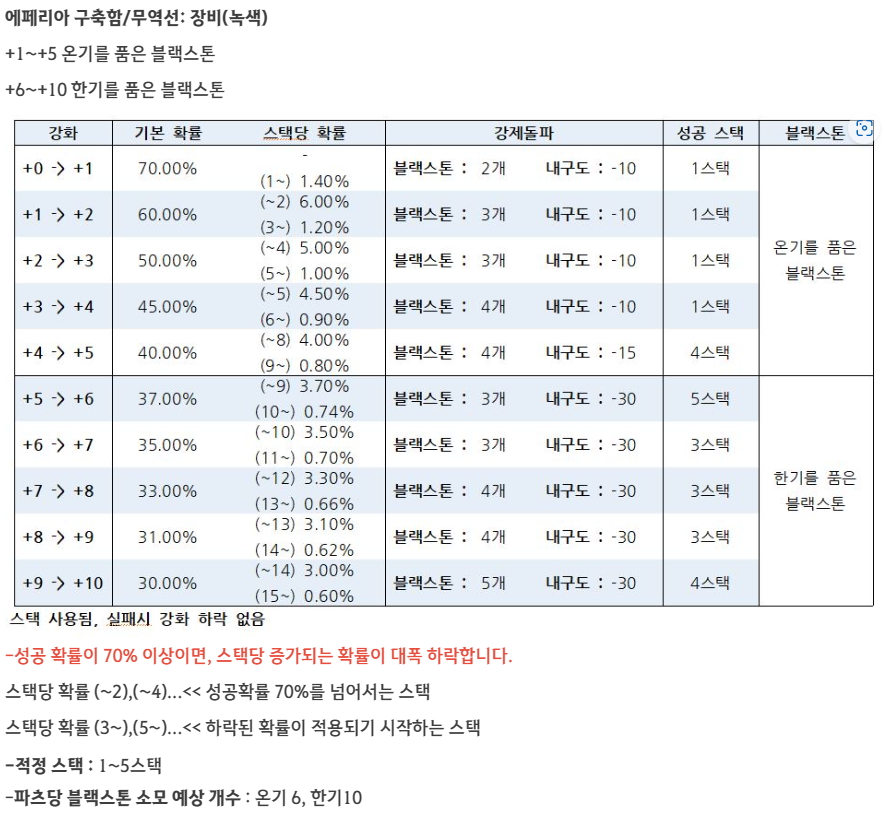 에페리아 구축함/무역선: 장비(녹색)
+1~+5 온기를 품은 블랙스톤
+6~+10 한기를 품은 블랙스톤
강화 기본 확률 스택당 확률 강제돌파 성공 스택 블랙스톤
-
+0 -> +1 70.00% (1~) 1.40% 블랙스톤 : 2개 내구도 : -10 1스택
(~2) 6.00%
+1 -> +2 60.00% (3~) 1.20% 블랙스톤 : 3개 내구도 : -10 1스택
(~4) 5.00%
+2 -> +3 50.00% (5~) 1.00% 블랙스톤 : 3개 내구도 : -10 1스택
온기를 품은
블랙스톤
(~5) 4.50%
+3 -> +4 45.00% (6~) 0.90% 블랙스톤 : 4개 내구도 : -10 1스택
(~8) 4.00%
+4 -> +5 40.00% (9~) 0.80% 블랙스톤 : 4개 내구도 : -15 4스택
(~9) 3.70%
+5 -> +6 37.00% (10~) 0.74% 블랙스톤 : 3개 내구도 : -30 5스택
(~10) 3.50%
+6 -> +7 35.00% (11~) 0.70% 블랙스톤 : 3개 내구도 : -30 3스택
(~12) 3.30%
+7 -> +8 33.00% (13~) 0.66% 블랙스톤 : 4개 내구도 : -30 3스택
한기를 품은
블랙스톤
(~13) 3.10%
+8 -> +9 31.00% (14~) 0.62% 블랙스톤 : 4개 내구도 : -30 3스택
(~14) 3.00%
+9 -> +10 30.00% (15~) 0.60% 블랙스톤 : 5개 내구도 : -30 4스택
스택 사용됨, 실패시 강화 하락 없음
-성공 확률이 70% 이상이면, 스택당 증가되는 확률이 대폭 하락합니다.
스택당 확률 (~2),(~4)...<< 성공확률 70%를 넘어서는 스택
스택당 확률 (3~),(5~)...<< 하락된 확률이 적용되기 시작하는 스택
-적정 스택 : 1~5스택
-파츠당 블랙스톤 소모 예상 개수 : 온기 6, 한기10